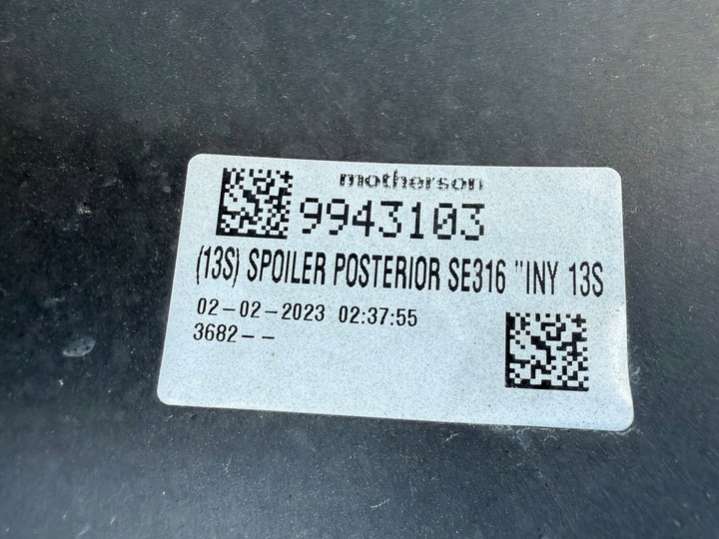 motherson
9943103
(13S) SPOILER POSTERIOR SE316 "INY 13S
02-02-2023 02:37:55
3682--